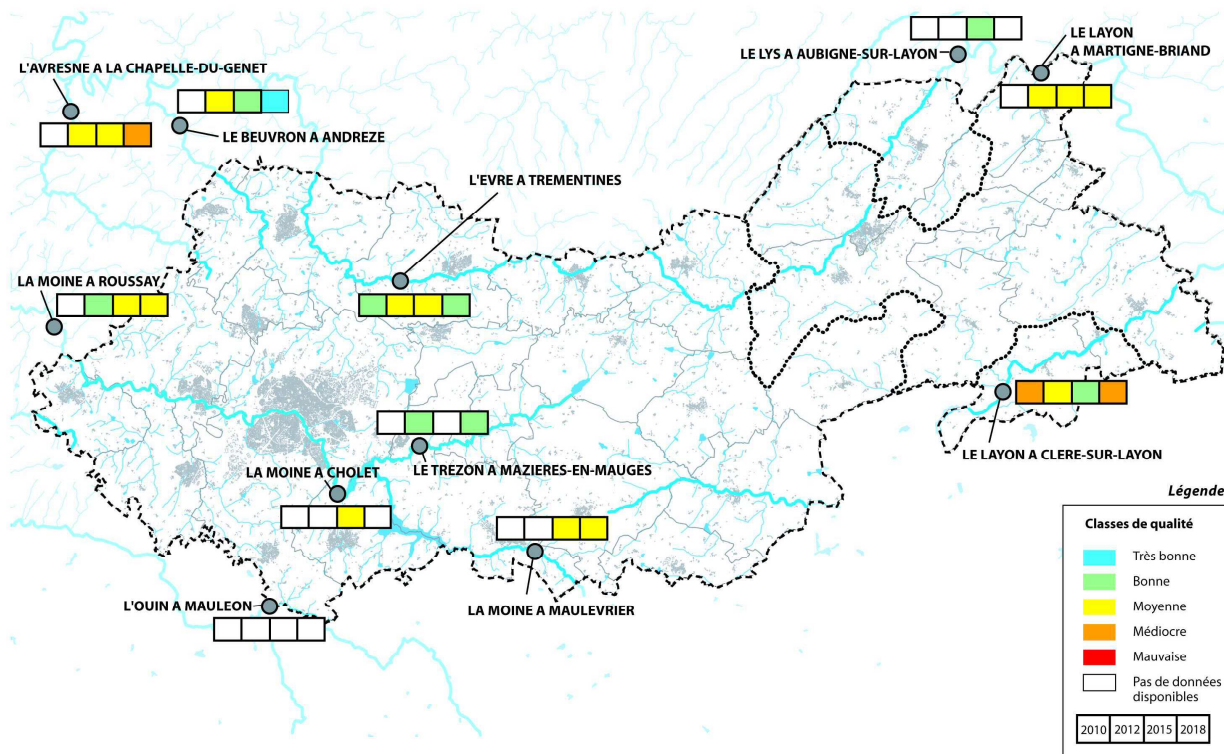 LE LAYON
A MARTIGNE-BRIAND
LE LYS A AUBIGNE-SUR-LAYON
L'AVRESNE A LA CHAPELLE-DU-GENET
LE BEUVRON A ANDREZE
L'EVRE A TREMENTINES
LA MOINE A ROUSSAY
LE TREZON A MAZIERES-EN-MAUGES
LE LAYON A CLERE-SUR-LAYON
LA MOINE A CHOLET
L'OUIN A MAULEON
LA MOINE A MAULEVRIER
Légende
Classes de qualité
Très bonne
Bonne
Moyenne
Médiocre
Mauvaise
Pas de données
disponibles
2010 2012 2015 2018